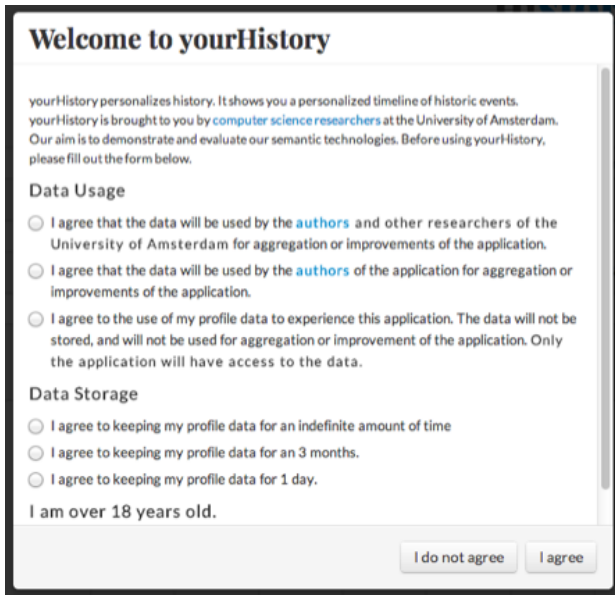 Welcome to yourHistory
yourHistory personalizes history. It shows you a personalized timeline of historic events.
yourHistory is brought to you by computer science researchers at the University of Amsterdam.
Our aim is to demonstrate and evaluate our semantic technologies. Before using yourHistory,
please fill out the form below.
Data Usage
I agree that the data will be used by the authors and other researchers of the
University of Amsterdam for aggregation or improvements of the application.
I agree that the data will be used by the authors of the application for aggregation or
improvements of the application.
I agree to the use of my profile data to experience this application. The data will not be
stored, and will not be used for aggregation or improvement of the application. Only
the application will have access to the data.
Data Storage
I agree to keeping my profile data for an indefinite amount of time
I agree to keeping my profile data for an 3 months.
I agree to keeping my profile data for 1 day.
I am over 18 years old.
I do not agree I agree